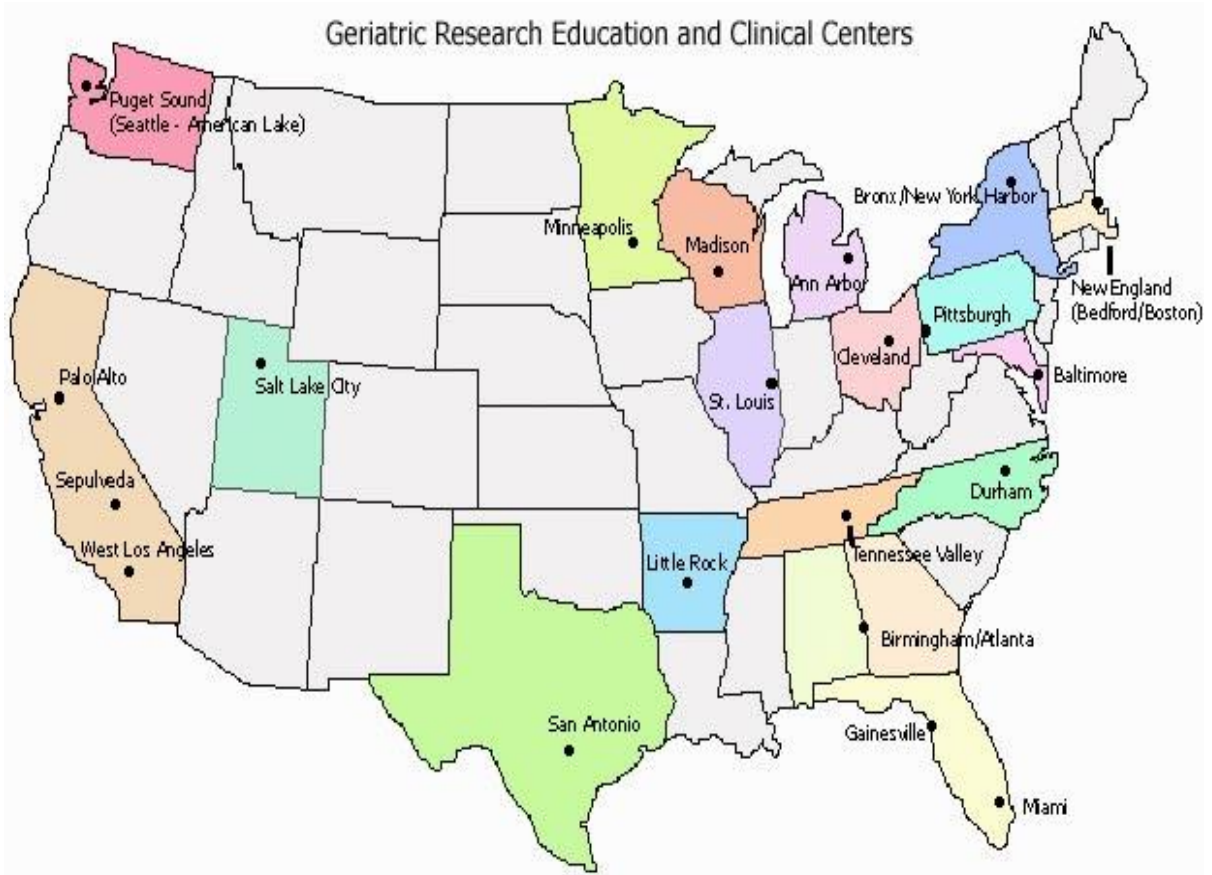 Geriatric Research Education and Clinical Centers
Puget Sound
(Seattle - American Lake)
Bronx/New York Harbor
Minneapolis
Madison
Ann Arbor
New England
(Bedford/Boston)
Pittsburgh
Cleveland
Baltimore
Palo Alto
Salt Lake City
St. Louis
Sepulveda
Durham
West Los Angeles
Little Rock
Tennessee Valley
Birmingham/Atlanta
San Antonio
Gainesville
Miami